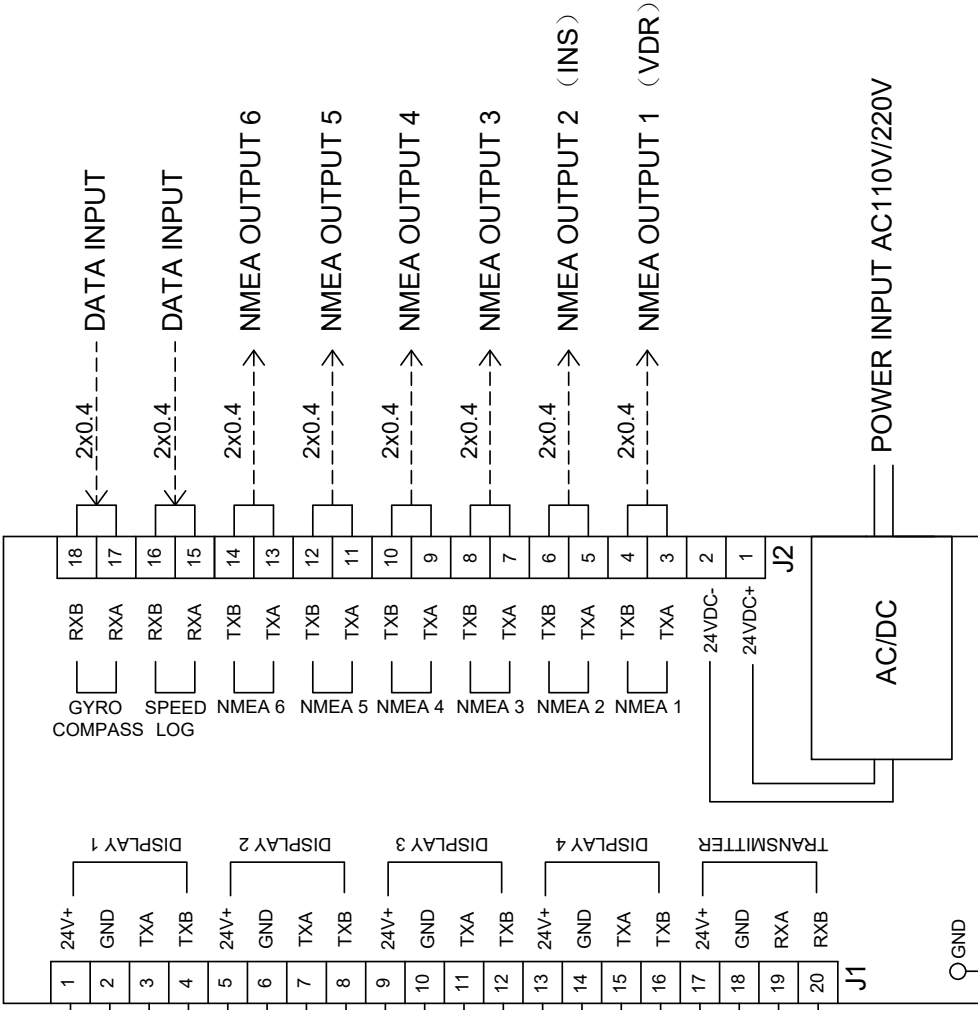 DATA INPUT
DATA INPUT
NMEA OUTPUT 6
NMEA OUTPUT 5
NMEA OUTPUT 4
NMEA OUTPUT 3
NMEA OUTPUT 2 （INS）
NMEA OUTPUT 1 （VDR）
POWER INPUT AC110V/220V
2x0.4
2x0.4
2x0.4
2x0.4
2x0.4
2x0.4
2x0.4
2x0.4
18
17
16
15
14
13
12
11
10
9
8
7
6
5
4
3
2
1
J2
RXB
RXA
RXB
RXA
TXB
TXA
TXB
TXA
TXB
TXA
TXB
TXA
TXB
TXA
TXB
TXA
24VDC-
24VDC+
GYRO
COMPASS
SPEED
LOG
NMEA 6
NMEA 5
NMEA 4
NMEA 3
NMEA 2
NMEA 1
AC/DC
DISPLAY 1
DISPLAY 2
DISPLAY 3
DISPLAY 4
TRANSMITTER
24V+
GND
TXA
TXB
24V+
GND
TXA
TXB
24V+
GND
TXA
TXB
24V+
GND
TXA
TXB
24V+
GND
RXA
RXB
1
2
3
4
5
6
7
8
9
10
11
12
13
14
15
16
17
18
19
20
J1
GND